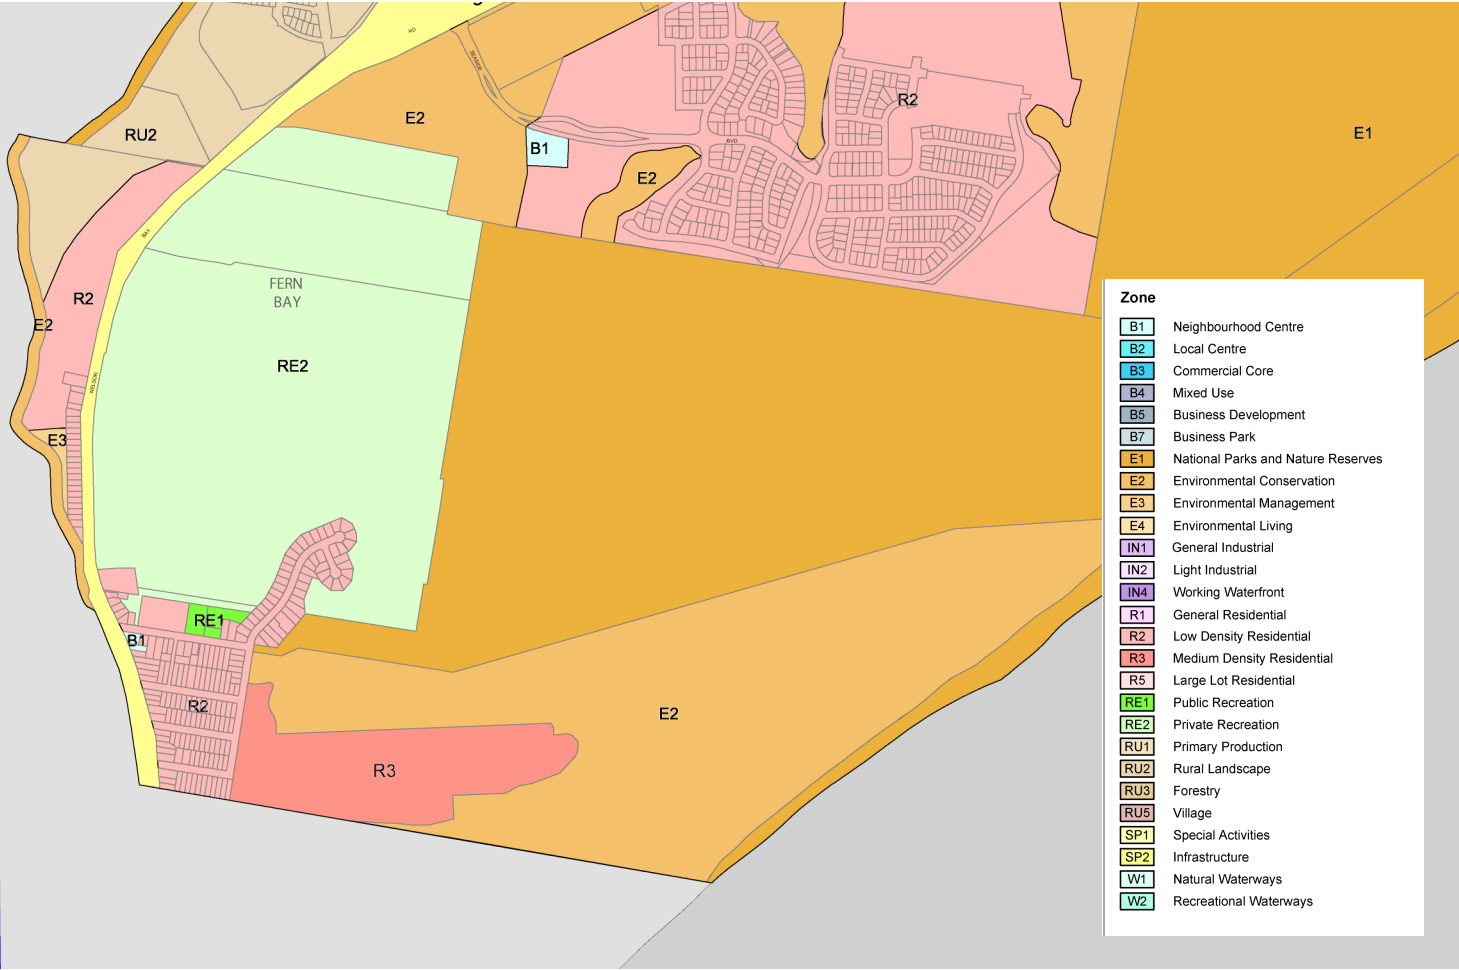 RD
SEASIDE
RU2
E2
B1
BVD
R2
E1
E2
BAY
FERN
BAY
R2
E2
RE2
NELSON
E3
RE1
B1
R2
E2
R3
Zone
B1 Neighbourhood Centre
B2 Local Centre
B3 Commercial Core
B4 Mixed Use
B5 Business Development
B7 Business Park
E1 National Parks and Nature Reserves
E2 Environmental Conservation
E3 Environmental Management
E4 Environmental Living
IN1 General Industrial
IN2 Light Industrial
IN4 Working Waterfront
R1 General Residential
R2 Low Density Residential
R3 Medium Density Residential
R5 Large Lot Residential
RE1 Public Recreation
RE2 Private Recreation
RU1 Primary Production
RU2 Rural Landscape
RU3 Forestry
RU5 Village
SP1 Special Activities
SP2 Infrastructure
W1 Natural Waterways
W2 Recreational Waterways